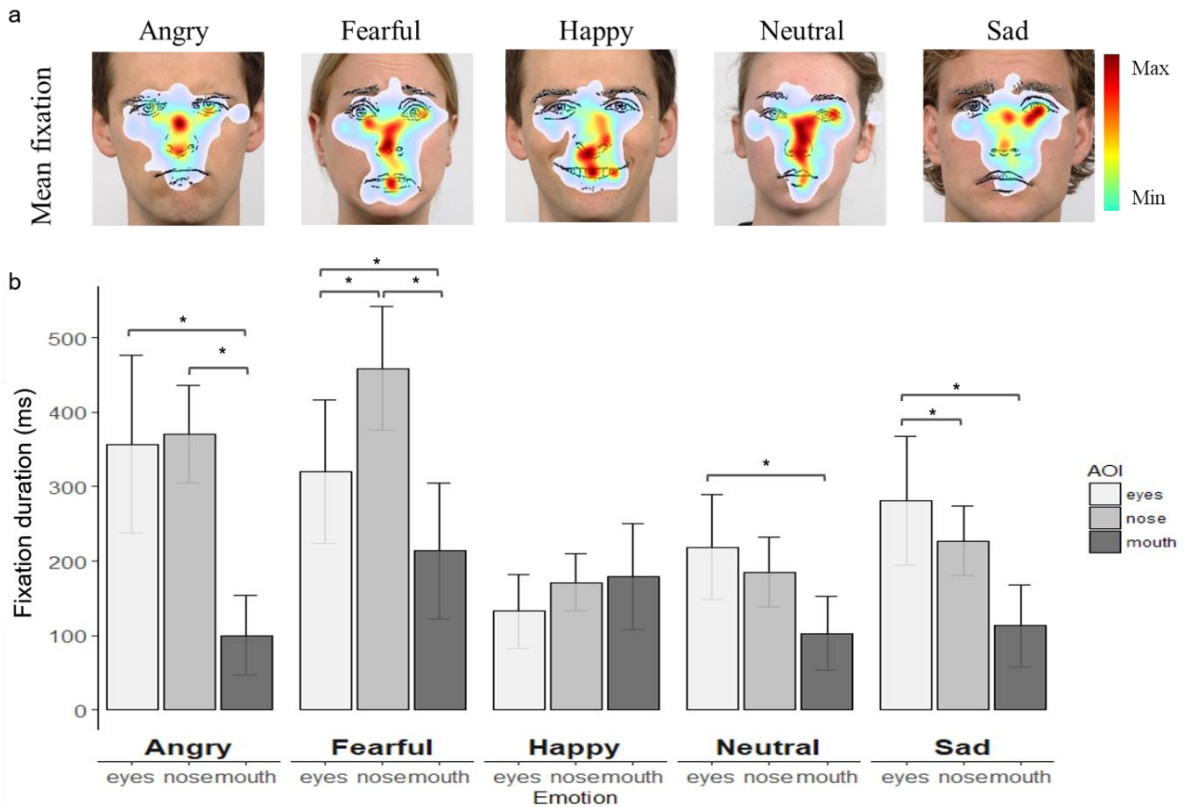 a
Angry Fearful Happy Neutral Sad
Mean fixation
Max
Min
b
* * * * * * * *
Fixation duration (ms)
500
400
300
200
100
0
AOI
eyes
nose
mouth
Angry Fearful Happy Neutral Sad
eyes nose mouth eyes nose mouth eyes nose mouth eyes nose mouth eyes nose mouth
Emotion